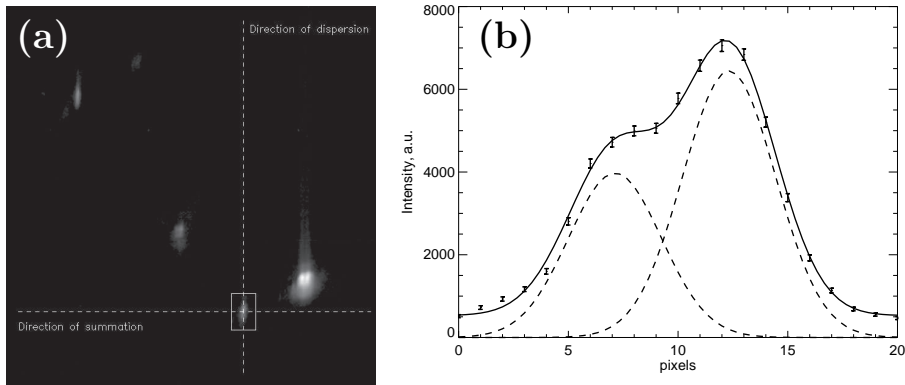 (a)
Direction of dispersion
Direction of summation
(b)
8000
6000
4000
2000
0
Intensity, a.u.
0 5 10 15 20
pixels